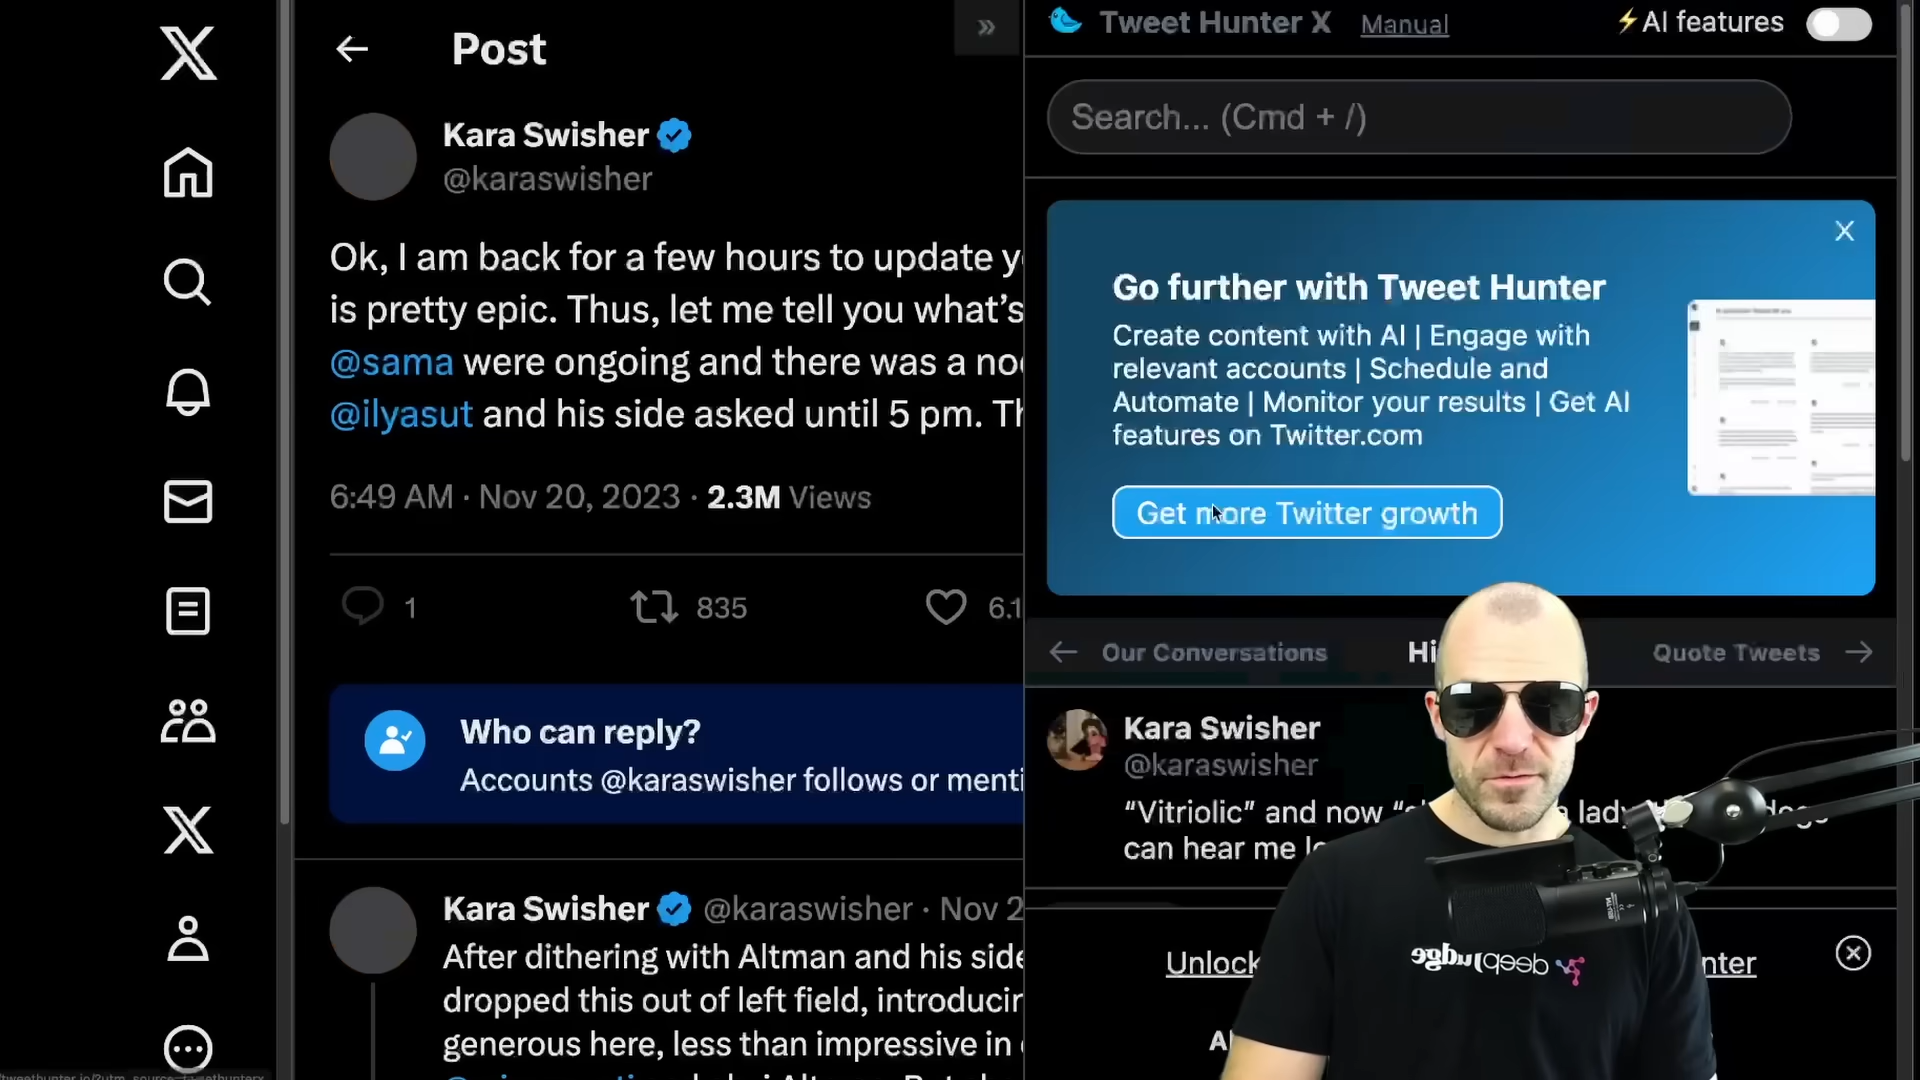 Post
Kara Swisher
@karaswisher
Ok, I am back for a few hours to update
is pretty epic. Thus, let me tell you what's
@sama were ongoing and there was a
@ilyasut and his side asked until 5 pm.
6:49 AM · Nov 20, 2023 · 2.3M Views
1 835 6.1
Who can reply?
Accounts @karaswisher follows or
Kara Swisher @karaswisher · Nov
After dithering with Altman and his side
dropped this out of left field,
generous here, less than impressive in
»
Tweet Hunter X Manual ⚡AI features
Search... (Cmd + /)
X
Go further with Tweet Hunter
Create content with AI | Engage with
relevant accounts | Schedule and
Automate | Monitor your results | Get AI
features on Twitter.com
Get more Twitter growth
← Our Conversations Quote Tweets →
Kara Swisher
@karaswisher
“Vitriolic” and now
can hear me
Unlock
deepjudge